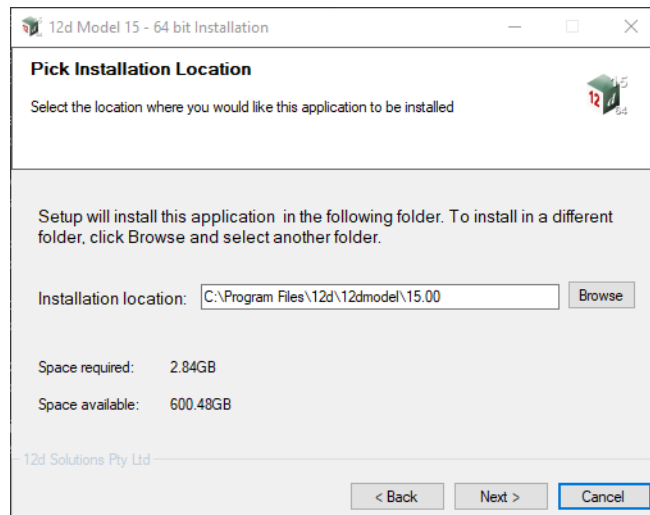 12d Model 15 - 64 bit Installation
Pick Installation Location
Select the location where you would like this application to be installed
15
12 d
64
Setup will install this application in the following folder. To install in a different
folder, click Browse and select another folder.
Installation location: C:\Program Files\12d\12dmodel\15.00 Browse
Space required: 2.84GB
Space available: 600.48GB
12d Solutions Pty Ltd
< Back Next > Cancel